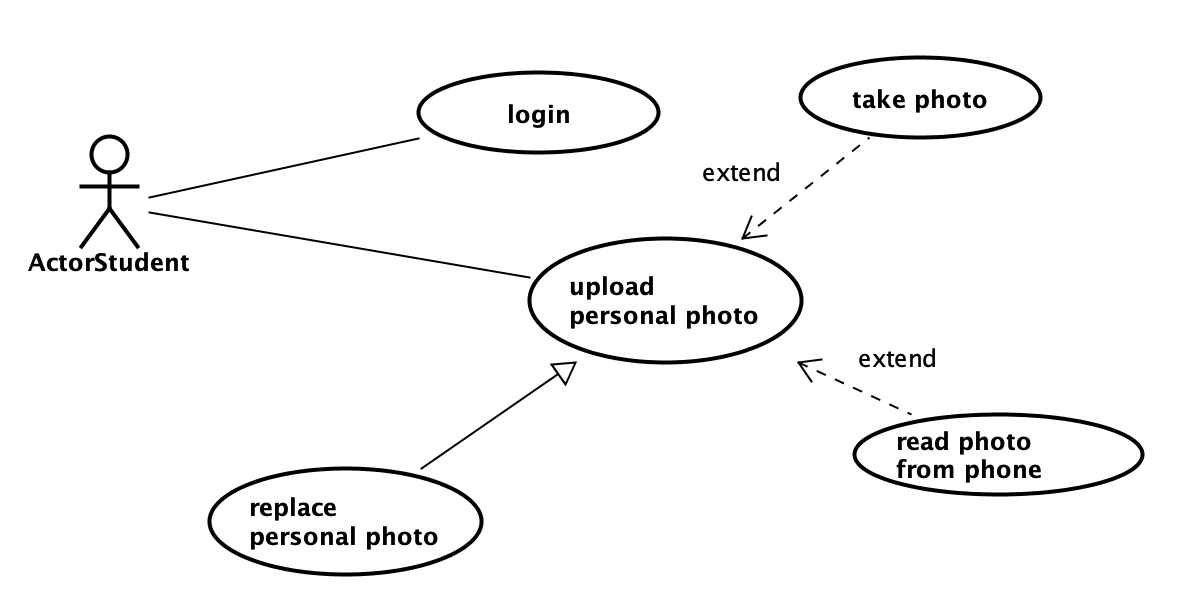 login
take photo
extend
ActorStudent
upload
personal photo
extend
read photo
from phone
replace
personal photo